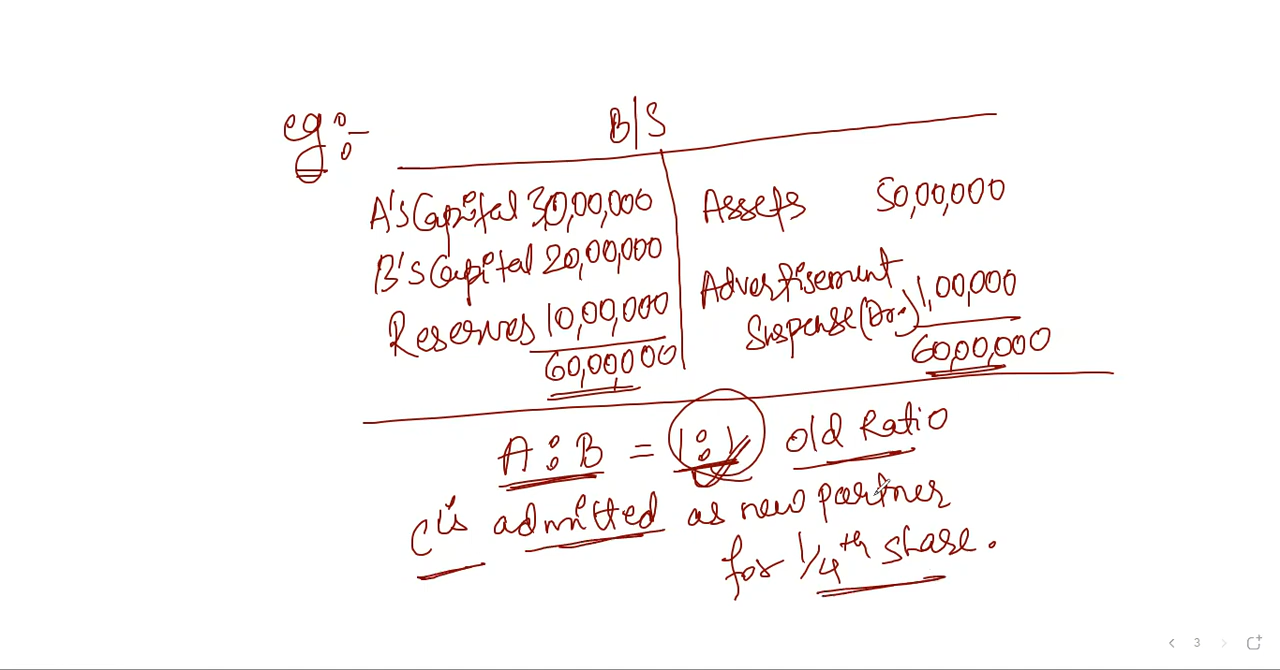 eg:-
B/S
A's Capital 30,00,000 Assets 50,00,000
B's Capital 20,00,000 Advertisement
Reserves 10,00,000 Suspense (Dr.) 1,00,000
60,00,000 60,00,000
A : B = 1:1 old Ratio
C is admitted as new partner
for 1/4th share.
3